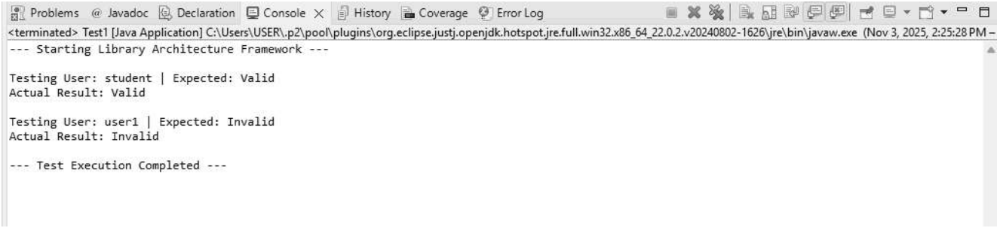 Problems @ Javadoc Declaration Console History Coverage Error Log
<terminated> Test1 [Java Application] C:\Users\USER\.p2\pool\plugins\org.eclipse.justj.openjdk.hotspot.jre.full.win32.x86_64_22.0.2.v20240802-1626\jre\bin\javaw.exe (Nov 3, 2025, 2:25:28 PM –
--- Starting Library Architecture Framework ---
Testing User: student | Expected: Valid
Actual Result: Valid
Testing User: user1 | Expected: Invalid
Actual Result: Invalid
--- Test Execution Completed ---